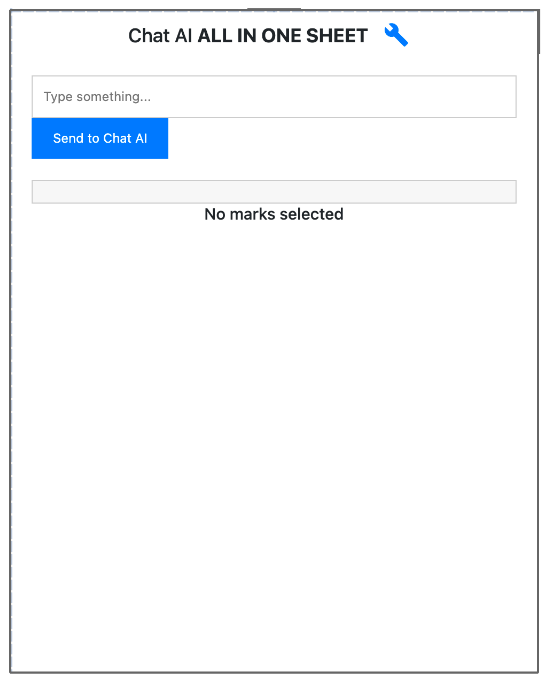 Chat AI ALL IN ONE SHEET
Type something...
Send to Chat AI
No marks selected